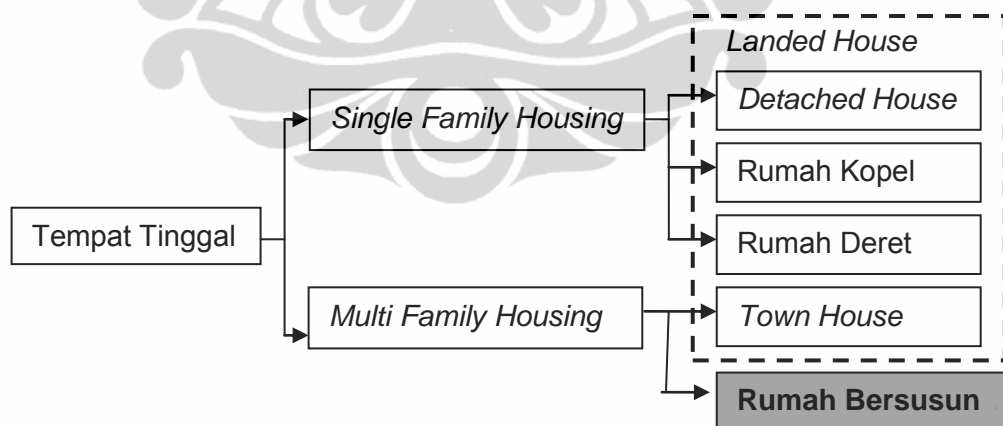 Landed House
Detached House
Single Family Housing
Rumah Kopel
Tempat Tinggal
Rumah Deret
Multi Family Housing
Town House
Rumah Bersusun